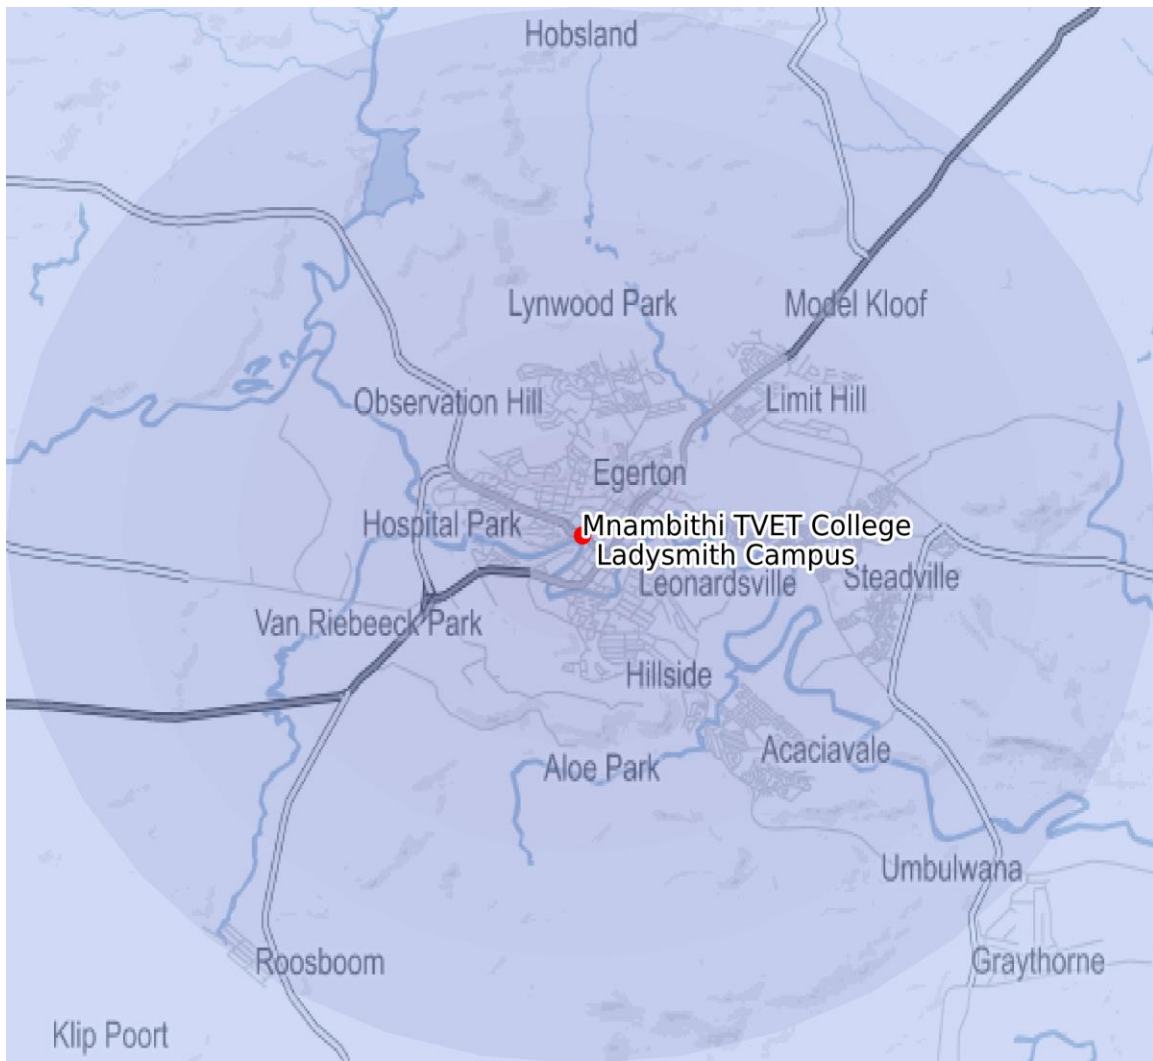 Hobsland
Lynwood Park
Model Kloof
Observation Hill
Limit Hill
Egerton
Hospital Park
Mnambithi TVET College
Ladysmith Campus
Leonardsville
Steadville
Van Riebeeck Park
Hillside
Acaciavale
Aloe Park
Umbulwana
Roosboom
Graythorne
Klip Poort